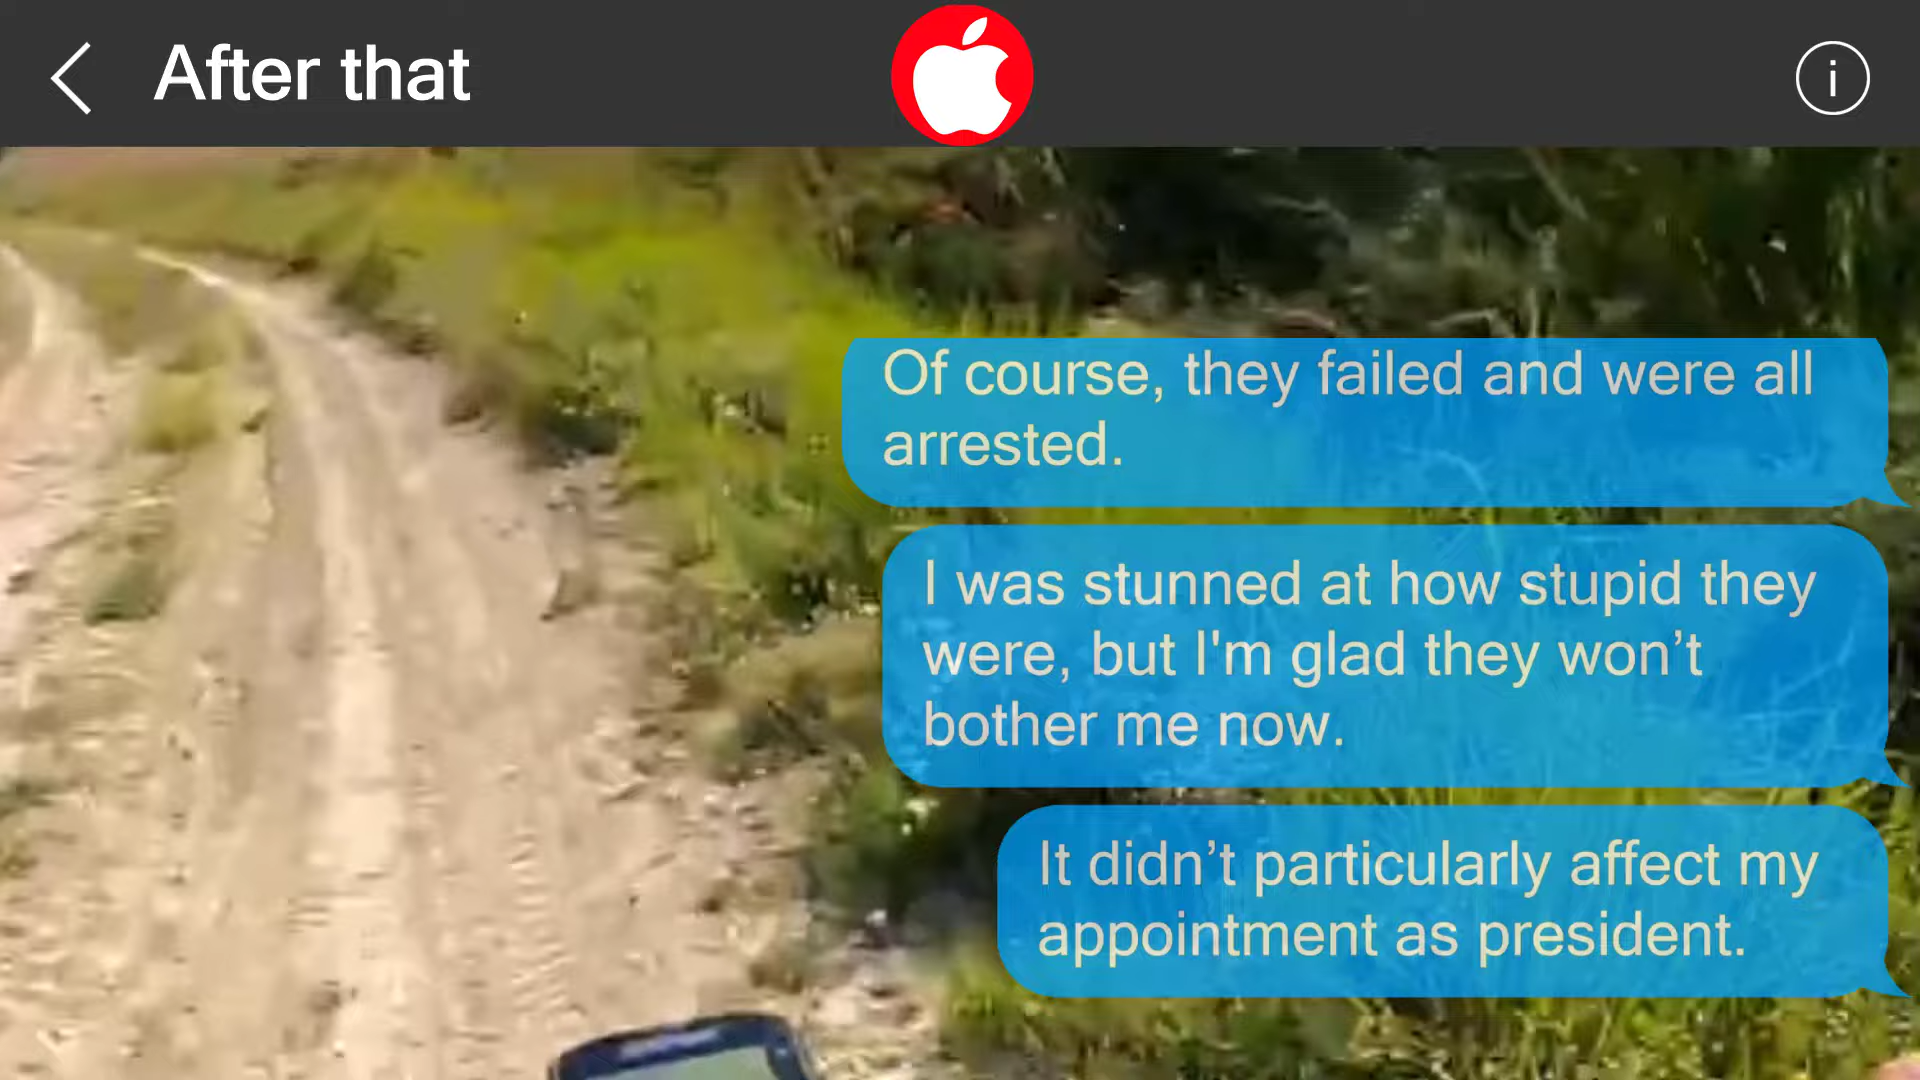 After that
Of course, they failed and were all
arrested.
I was stunned at how stupid they
were, but I'm glad they won’t
bother me now.
It didn’t particularly affect my
appointment as president.